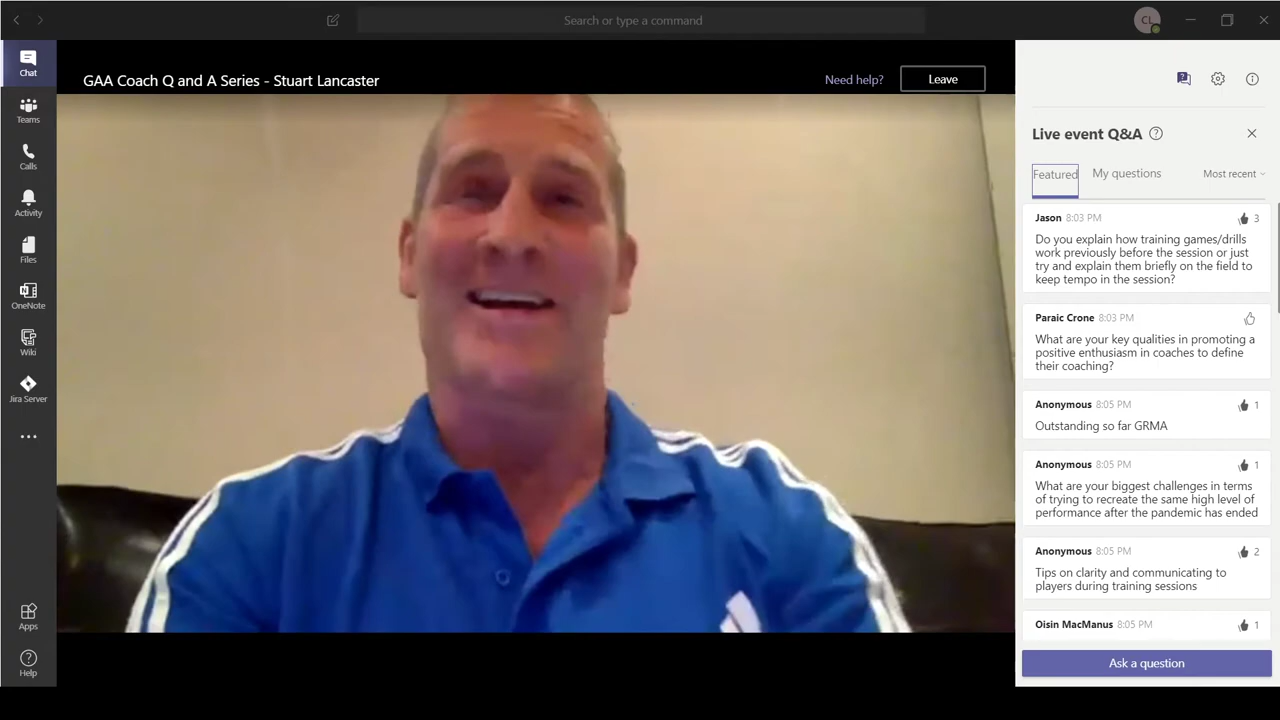 Search or type a command
CL
Chat
Teams
Calls
Activity
Files
OneNote
Wiki
Jira Server
Apps
Help
GAA Coach Q and A Series - Stuart Lancaster
Need help?
Leave
Live event Q&A
Featured
My questions
Most recent
Jason 8:03 PM 3
Do you explain how training games/drills
work previously before the session or just
try and explain them briefly on the field to
keep tempo in the session?
Paraic Crone 8:03 PM
What are your key qualities in promoting a
positive enthusiasm in coaches to define
their coaching?
Anonymous 8:05 PM 1
Outstanding so far GRMA
Anonymous 8:05 PM 1
What are your biggest challenges in terms
of trying to recreate the same high level of
performance after the pandemic has ended
Anonymous 8:05 PM 2
Tips on clarity and communicating to
players during training sessions
Oisin MacManus 8:05 PM 1
Ask a question